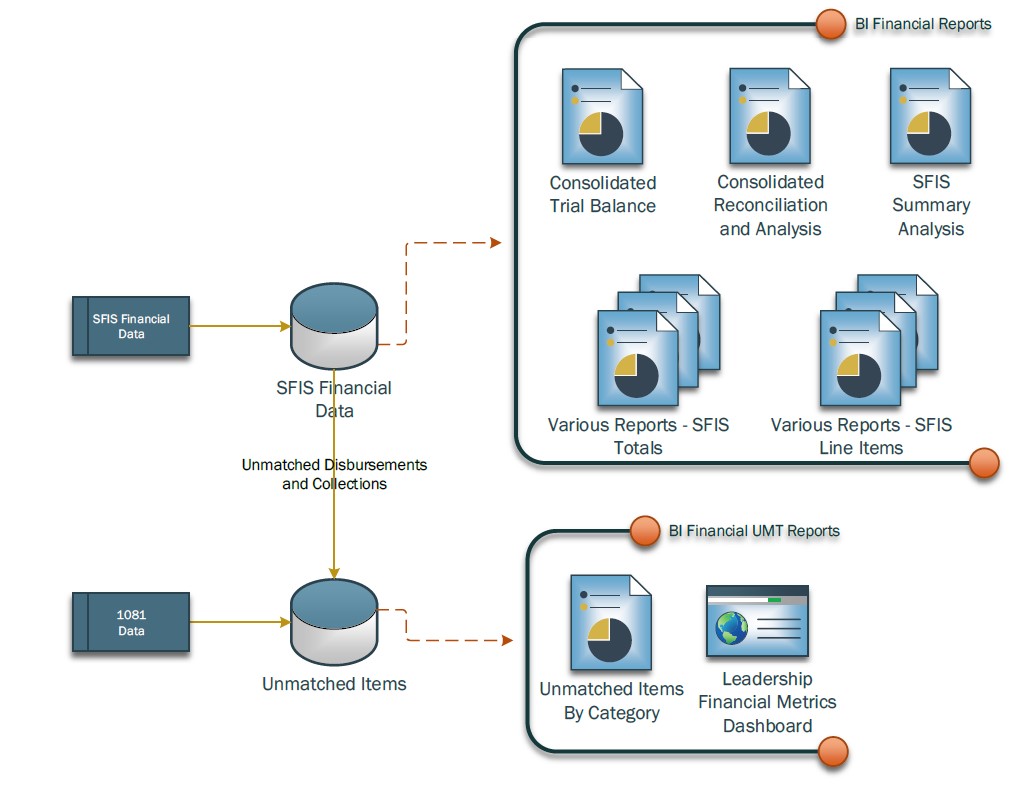 BI Financial Reports
Consolidated
Trial Balance
Consolidated
Reconciliation
and Analysis
SFIS
Summary
Analysis
SFIS Financial
Data
SFIS Financial
Data
Various Reports - SFIS
Totals
Various Reports - SFIS
Line Items
Unmatched Disbursements
and Collections
BI Financial UMT Reports
1081
Data
Unmatched Items
Unmatched Items
By Category
Leadership
Financial Metrics
Dashboard